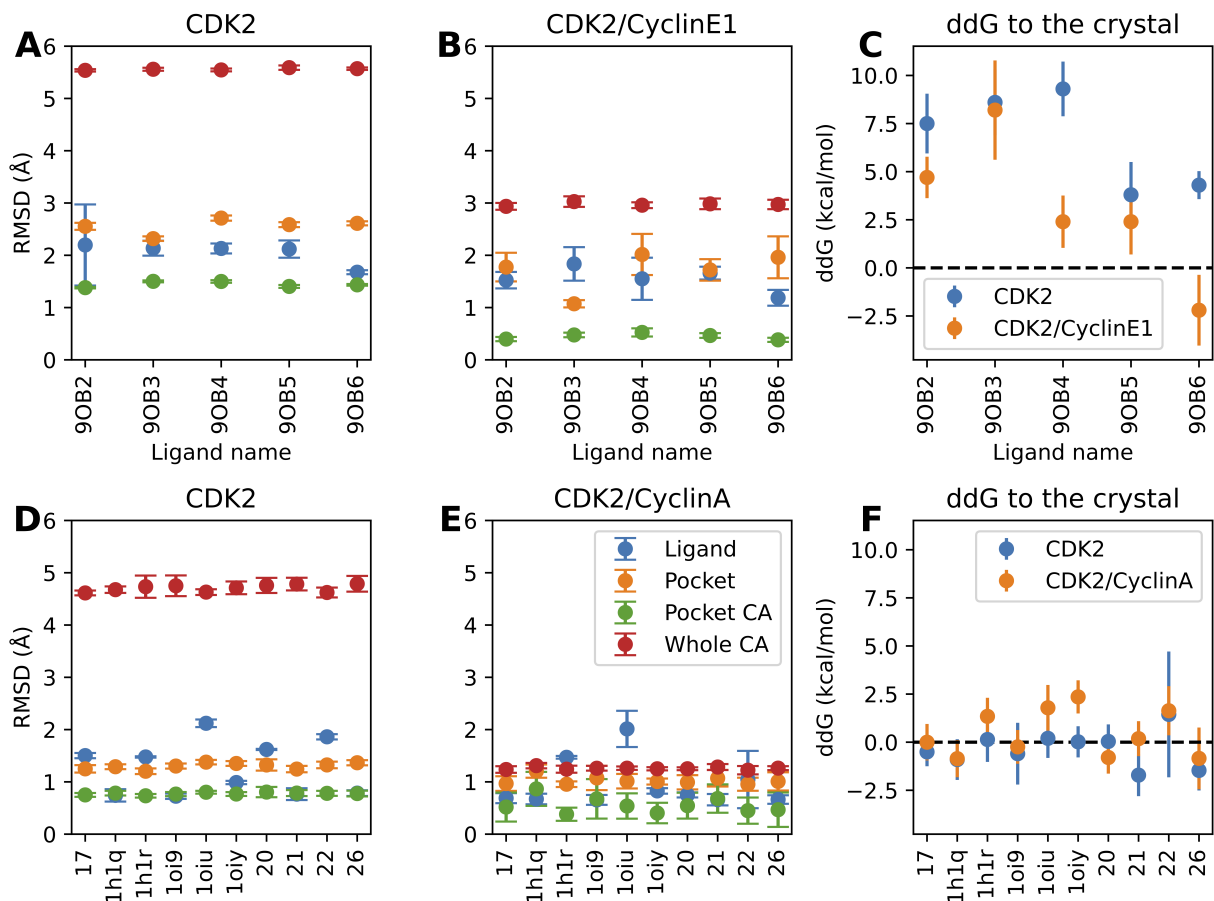 A
CDK2
RMSD (Å)
6
5
4
3
2
1
0
9OB2
9OB3
9OB4
9OB5
9OB6
Ligand name
B
CDK2/CyclinE1
6
5
4
3
2
1
0
9OB2
9OB3
9OB4
9OB5
9OB6
Ligand name
C
ddG to the crystal
ddG (kcal/mol)
10.0
7.5
5.0
2.5
0.0
−2.5
CDK2
CDK2/CyclinE1
9OB2
9OB3
9OB4
9OB5
9OB6
Ligand name
D
CDK2
RMSD (Å)
6
5
4
3
2
1
0
17
1h1q
1h1r
1oi9
1oiu
1oiy
20
21
22
26
E
CDK2/CyclinA
6
5
4
3
2
1
0
Ligand
Pocket
Pocket CA
Whole CA
17
1h1q
1h1r
1oi9
1oiu
1oiy
20
21
22
26
F
ddG to the crystal
ddG (kcal/mol)
10.0
7.5
5.0
2.5
0.0
−2.5
CDK2
CDK2/CyclinA
17
1h1q
1h1r
1oi9
1oiu
1oiy
20
21
22
26